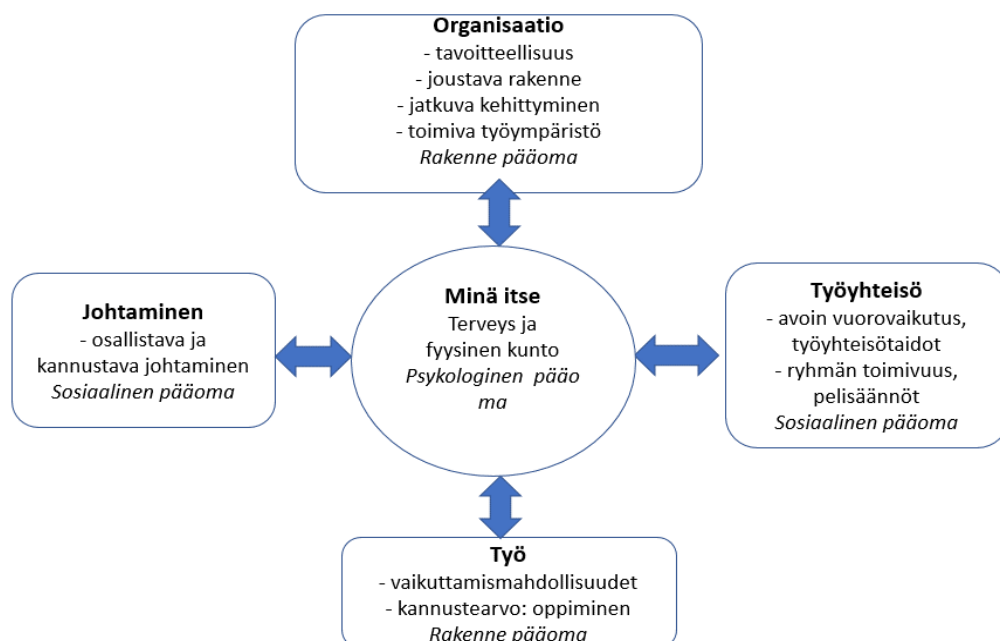 Organisaatio
- tavoitteellisuus
- joustava rakenne
- jatkuva kehittyminen
- toimiva työympäristö
Rakenne pääoma
Johtaminen
- osallistava ja
kannustava johtaminen
Sosiaalinen pääoma
Minä itse
Terveys ja
fyysinen kunto
Psykologinen pääo
ma
Työyhteisö
- avoin vuorovaikutus,
työyhteisötaidot
- ryhmän toimivuus,
pelisäännöt
Sosiaalinen pääoma
Työ
- vaikuttamismahdollisuudet
- kannustearvo: oppiminen
Rakenne pääoma